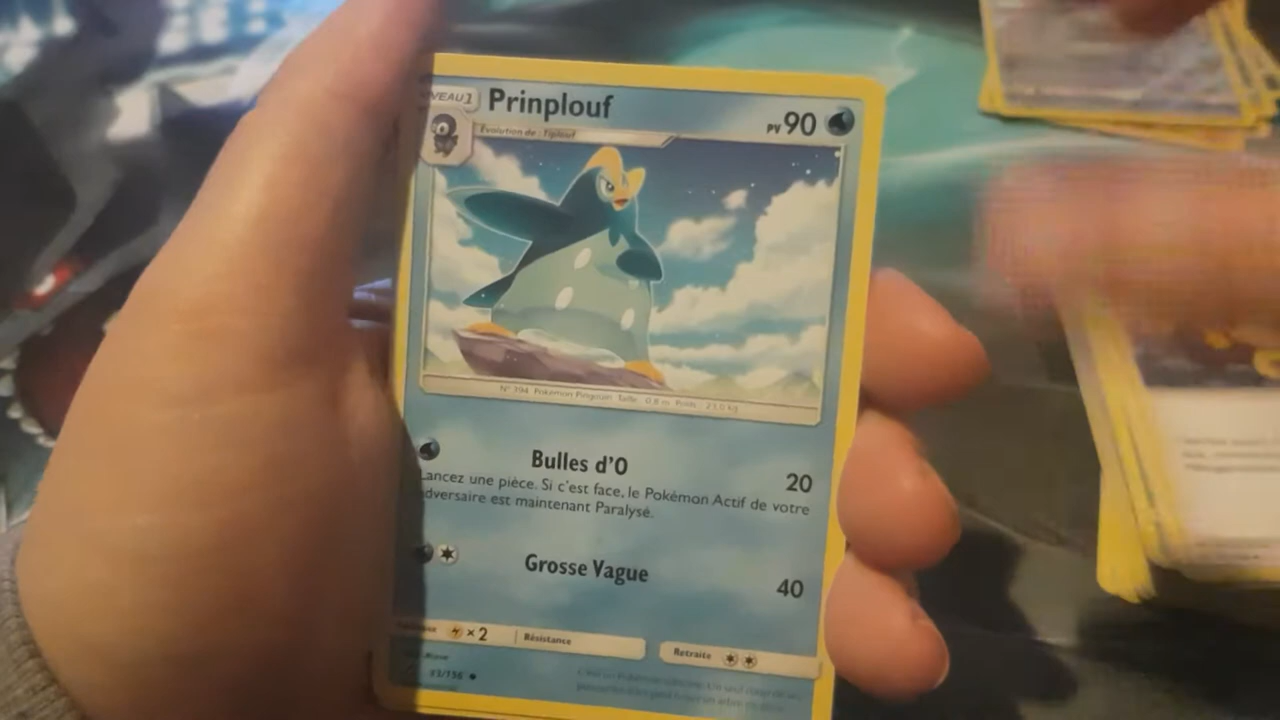 VEAU 1 Prinplouf PV 90
Évolution de : Tiplouf
N° 394 Pokémon Pingouin Taille : 0,8 m Poids : 23,0 kg
Bulles d'O 20
Lancez une pièce. Si c'est face, le Pokémon Actif de votre
adversaire est maintenant Paralysé.
Grosse Vague 40
×2 Résistance Retraite
/156